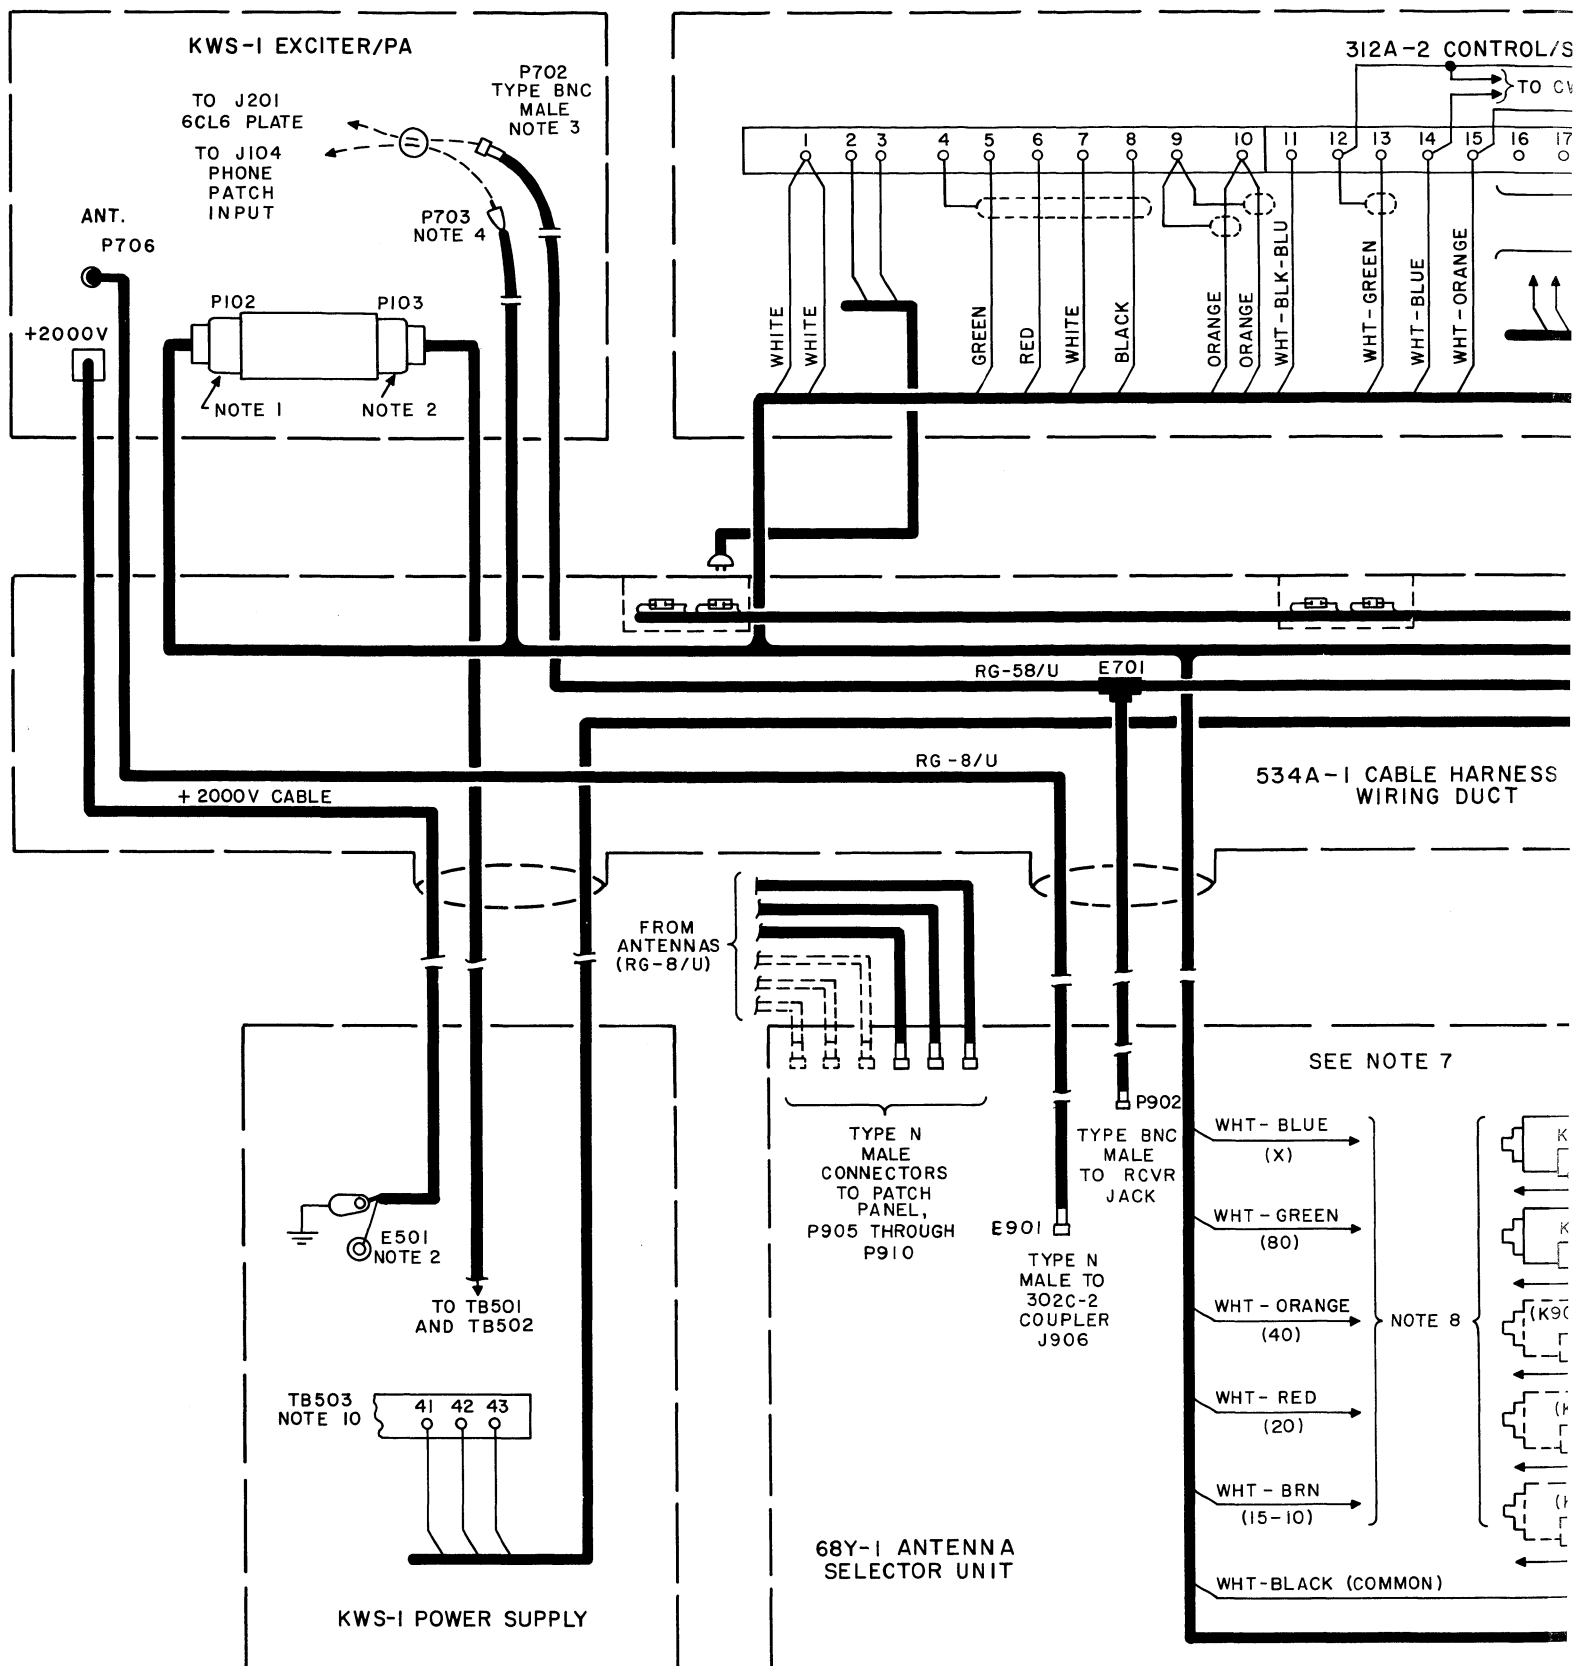 KWS-1 EXCITER/PA
P702
TYPE BNC
MALE
NOTE 3
TO J201
6CL6 PLATE
TO J104
PHONE
PATCH
INPUT
ANT.
P706
P703
NOTE 4
P102
P103
+2000V
NOTE 1
NOTE 2
312A-2 CONTROL/S
TO CW
1 2 3 4 5 6 7 8 9 10 11 12 13 14 15 16 17
WHITE
WHITE
GREEN
RED
WHITE
BLACK
ORANGE
ORANGE
WHT-BLK-BLU
WHT-GREEN
WHT-BLUE
WHT-ORANGE
RG-58/U
E701
RG-8/U
+2000V CABLE
534A-1 CABLE HARNESS
WIRING DUCT
FROM
ANTENNAS
(RG-8/U)
TYPE N
MALE
CONNECTORS
TO PATCH
PANEL,
P905 THROUGH
P910
P902
TYPE BNC
MALE
TO RCVR
JACK
E901
TYPE N
MALE TO
302C-2
COUPLER
J906
SEE NOTE 7
WHT-BLUE
(X)
WHT-GREEN
(80)
WHT-ORANGE
(40)
WHT-RED
(20)
WHT-BRN
(15-10)
NOTE 8
K
K
(K90
(K
(K
WHT-BLACK (COMMON)
E501
NOTE 2
TO TB501
AND TB502
TB503
NOTE 10
41 42 43
KWS-1 POWER SUPPLY
68Y-1 ANTENNA
SELECTOR UNIT